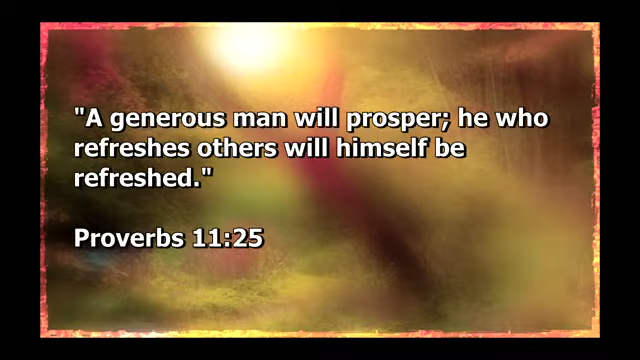 "A generous man will prosper; he who
refreshes others will himself be
refreshed."
Proverbs 11:25